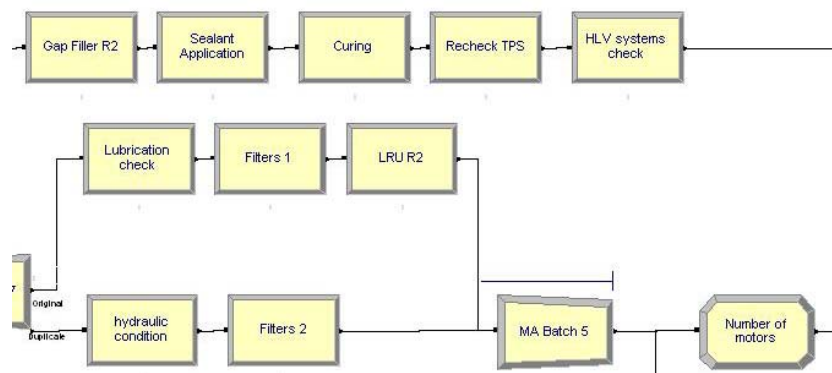 Gap Filler R2
Sealant
Application
Curing
Recheck TPS
HLV systems
check
Lubrication
check
Filters 1
LRU R2
Original
Duplicate
hydraulic
condition
Filters 2
MA Batch 5
Number of
motors